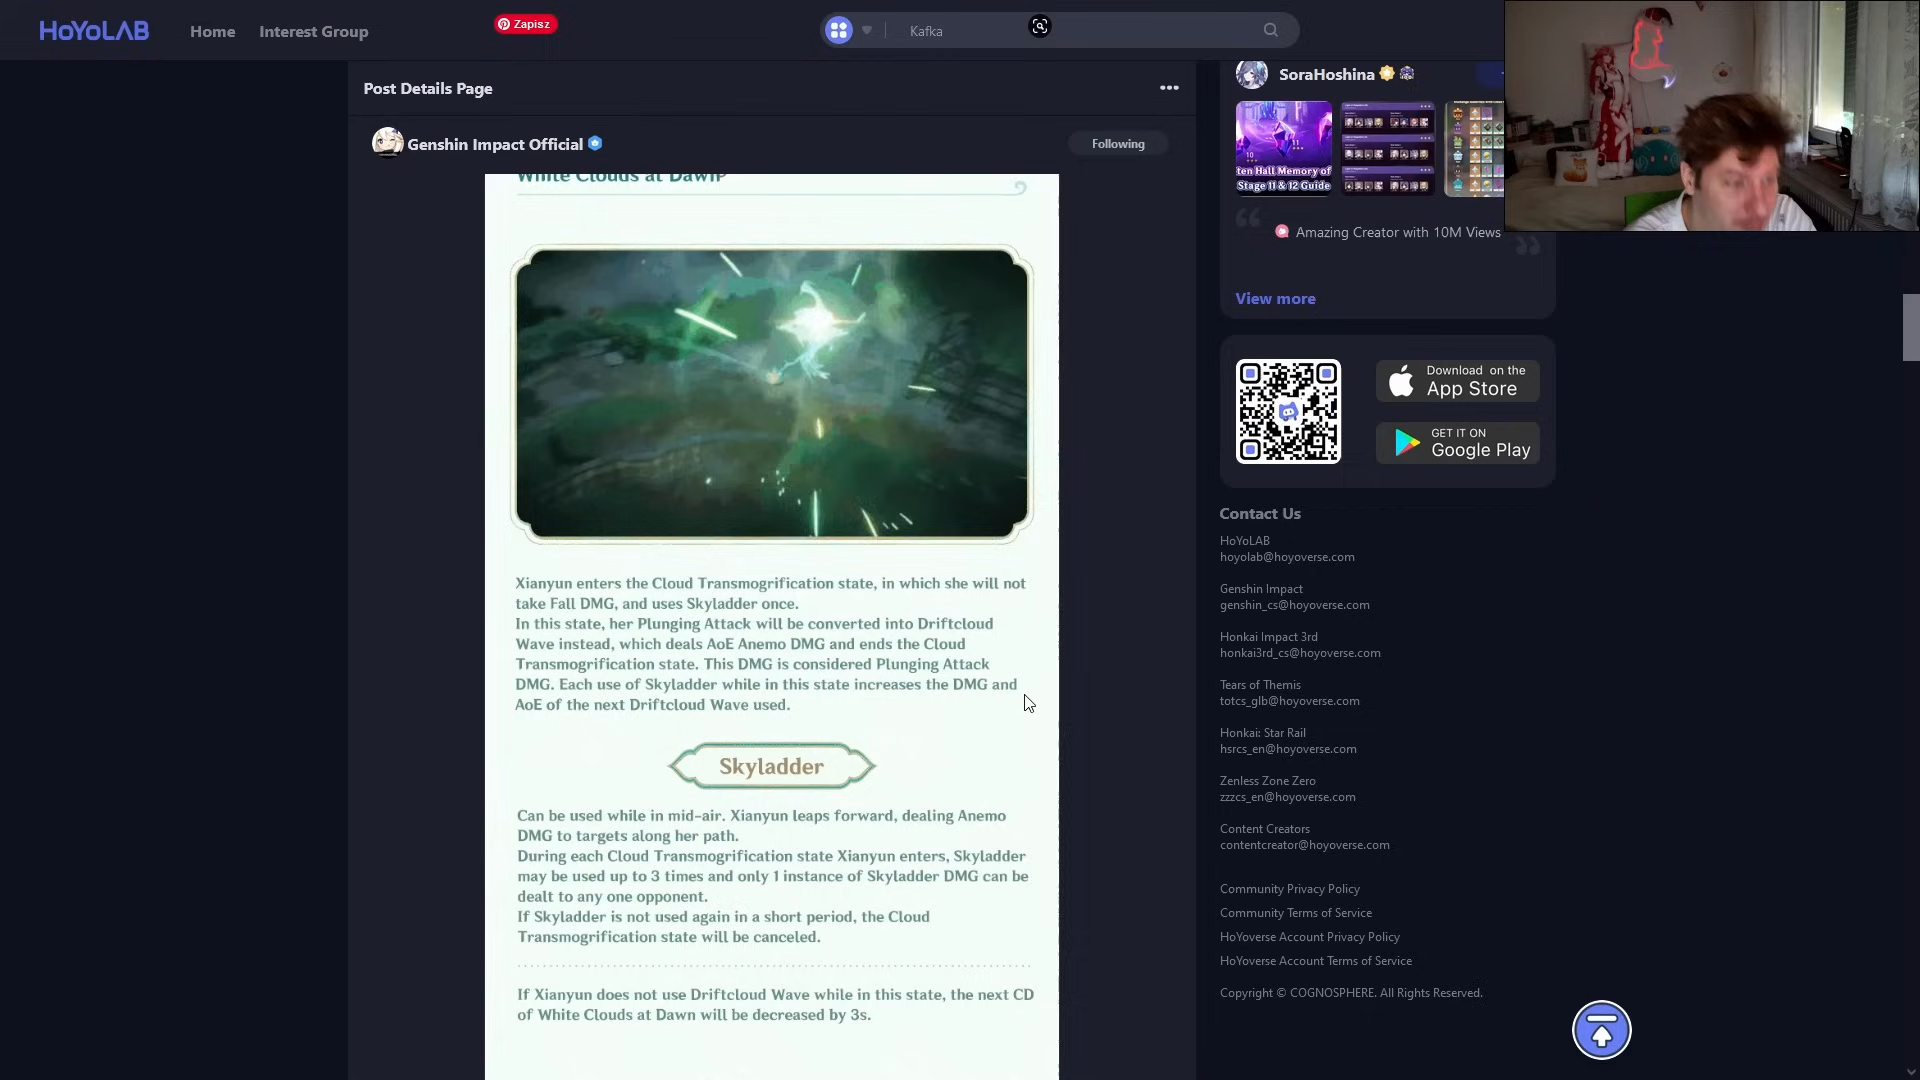 HoYoLAB
Home
Interest Group
Zapisz
Kafka
Post Details Page
Genshin Impact Official
Following
White Clouds at Dawn
Xianyun enters the Cloud Transmogrification state, in which she will not
take Fall DMG, and uses Skyladder once.
In this state, her Plunging Attack will be converted into Driftcloud
Wave instead, which deals AoE Anemo DMG and ends the Cloud
Transmogrification state. This DMG is considered Plunging Attack
DMG. Each use of Skyladder while in this state increases the DMG and
AoE of the next Driftcloud Wave used.
Skyladder
Can be used while in mid-air. Xianyun leaps forward, dealing Anemo
DMG to targets along her path.
During each Cloud Transmogrification state Xianyun enters, Skyladder
may be used up to 3 times and only 1 instance of Skyladder DMG can be
dealt to any one opponent.
If Skyladder is not used again in a short period, the Cloud
Transmogrification state will be canceled.
If Xianyun does not use Driftcloud Wave while in this state, the next CD
of White Clouds at Dawn will be decreased by 3s.
SoraHoshina
10
11
ten Hall Memory of
Stage 11 & 12 Guide
Amazing Creator with 10M Views
View more
Download on the
App Store
GET IT ON
Google Play
Contact Us
HoYoLAB
hoyolab@hoyoverse.com
Genshin Impact
genshin_cs@hoyoverse.com
Honkai Impact 3rd
honkai3rd_cs@hoyoverse.com
Tears of Themis
totcs_glb@hoyoverse.com
Honkai: Star Rail
hsrcs_en@hoyoverse.com
Zenless Zone Zero
zzzcs_en@hoyoverse.com
Content Creators
contentcreator@hoyoverse.com
Community Privacy Policy
Community Terms of Service
HoYoverse Account Privacy Policy
HoYoverse Account Terms of Service
Copyright © COGNOSPHERE. All Rights Reserved.